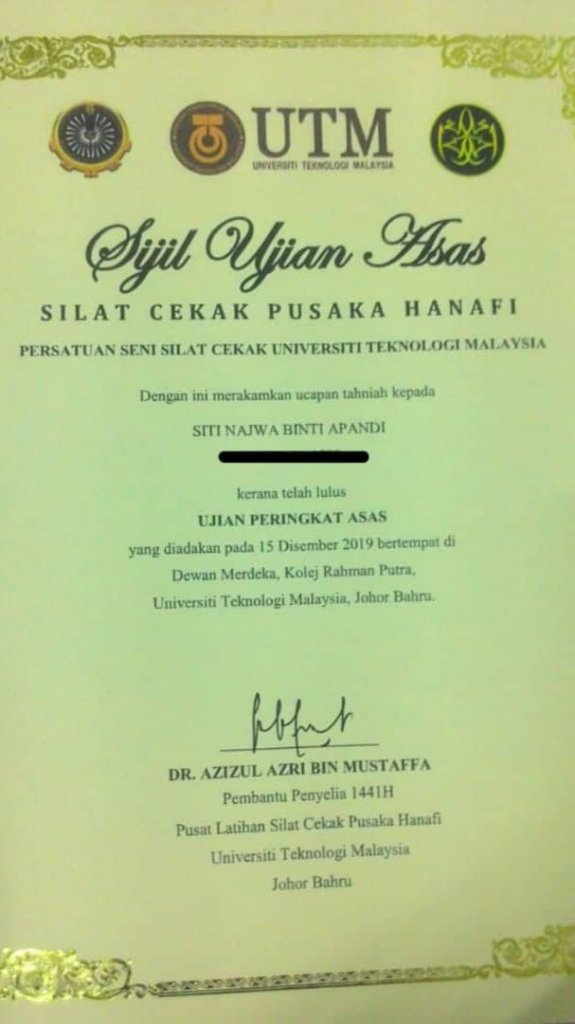 UTM
UNIVERSITI TEKNOLOGI MALAYSIA
Sijil Ujian Asas
SILAT CEKAK PUSAKA HANAFI
PERSATUAN SENI SILAT CEKAK UNIVERSITI TEKNOLOGI MALAYSIA
Dengan ini merakamkan ucapan tahniah kepada
SITI NAJWA BINTI APANDI
kerana telah lulus
UJIAN PERINGKAT ASAS
yang diadakan pada 15 Disember 2019 bertempat di
Dewan Merdeka, Kolej Rahman Putra,
Universiti Teknologi Malaysia, Johor Bahru.
DR. AZIZUL AZRI BIN MUSTAFFA
Pembantu Penyelia 1441H
Pusat Latihan Silat Cekak Pusaka Hanafi
Universiti Teknologi Malaysia
Johor Bahru